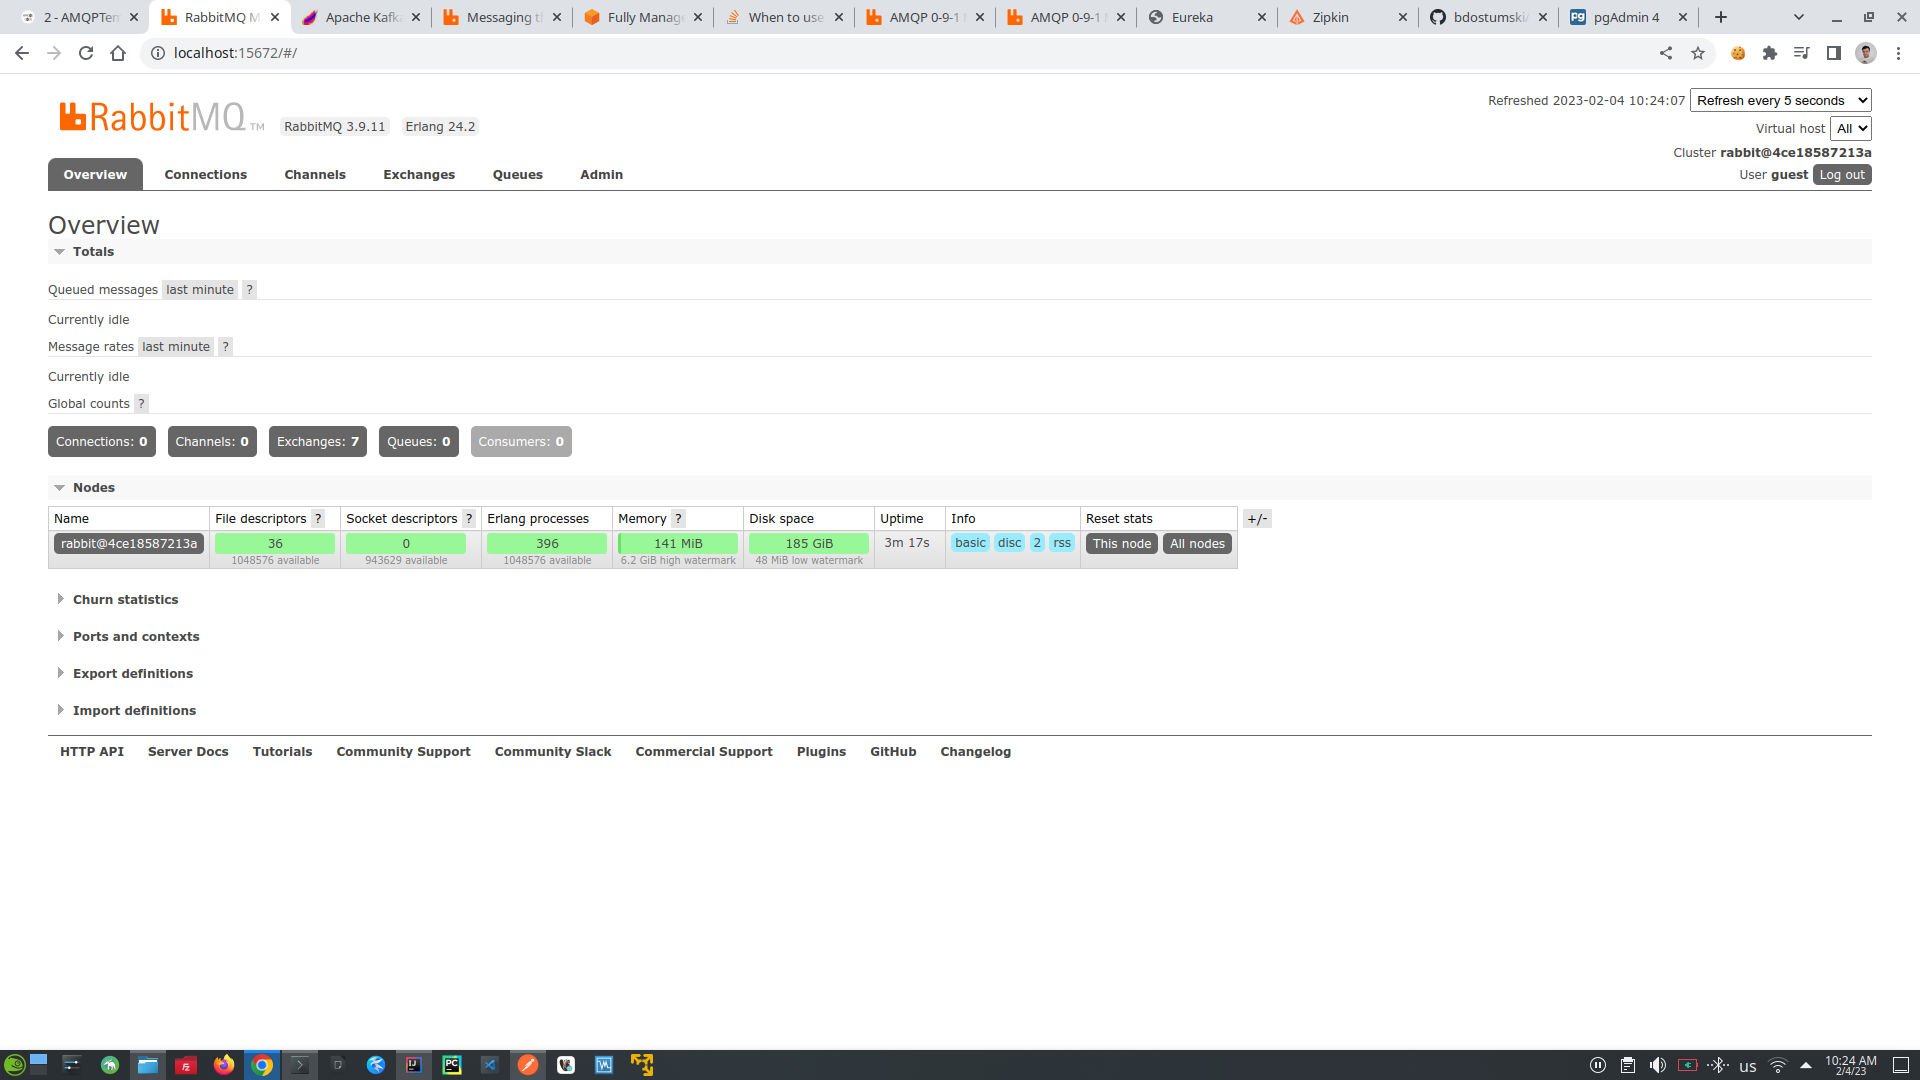 2 - AMQPTem
RabbitMQ M
Apache Kafk
Messaging th
Fully Manag
When to use
AMQP 0-9-1
AMQP 0-9-1
Eureka
Zipkin
bdostumski/
pgAdmin 4
localhost:15672/#/
RabbitMQ TM
RabbitMQ 3.9.11 Erlang 24.2
Refreshed 2023-02-04 10:24:07 Refresh every 5 seconds
Virtual host All
Cluster rabbit@4ce18587213a
User guest Log out
Overview Connections Channels Exchanges Queues Admin
Overview
Totals
Queued messages last minute ?
Currently idle
Message rates last minute ?
Currently idle
Global counts ?
Connections: 0 Channels: 0 Exchanges: 7 Queues: 0 Consumers: 0
Nodes
Name File descriptors ? Socket descriptors ? Erlang processes Memory ? Disk space Uptime Info Reset stats +/-
rabbit@4ce18587213a 36 0 396 141 MiB 185 GiB 3m 17s basic disc 2 rss This node All nodes
1048576 available 943629 available 1048576 available 6.2 GiB high watermark 48 MiB low watermark
Churn statistics
Ports and contexts
Export definitions
Import definitions
HTTP API Server Docs Tutorials Community Support Community Slack Commercial Support Plugins GitHub Changelog
us
10:24 AM
2/4/23